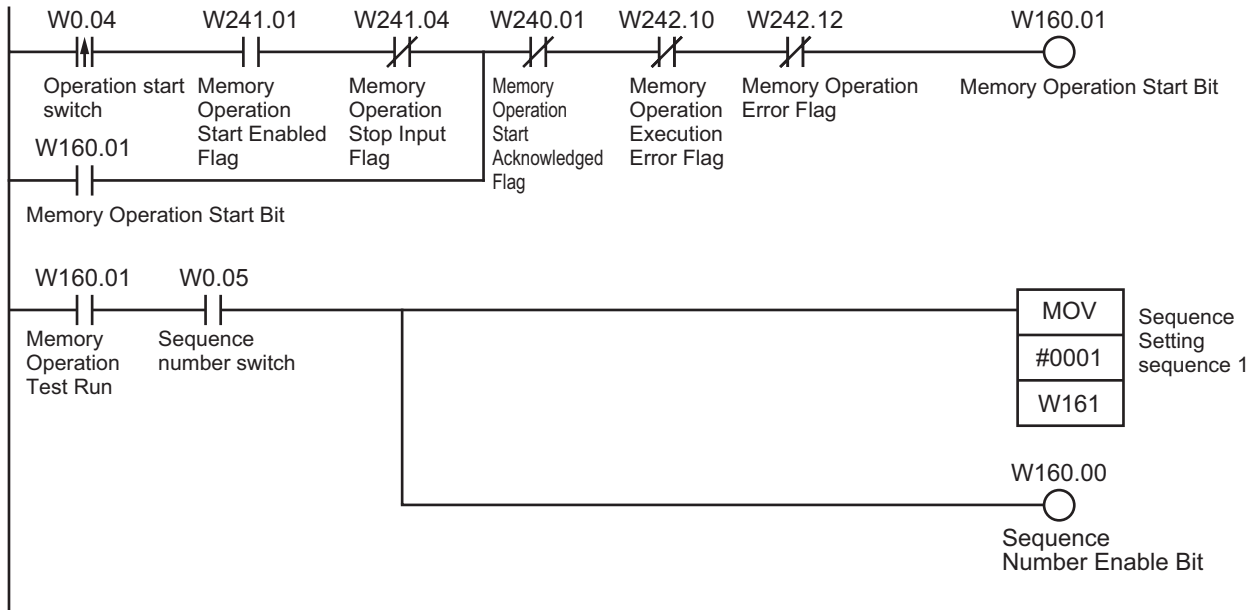 W0.04 W241.01 W241.04 W240.01 W242.10 W242.12 W160.01
Operation start
switch
Memory
Operation
Start Enabled
Flag
Memory
Operation
Stop Input
Flag
Memory
Operation
Start
Acknowledged
Flag
Memory
Operation
Execution
Error Flag
Memory Operation
Error Flag
Memory Operation Start Bit
W160.01
Memory Operation Start Bit
W160.01 W0.05
Memory
Operation
Test Run
Sequence
number switch
MOV
#0001
W161
Sequence
Setting
sequence 1
W160.00
Sequence
Number Enable Bit